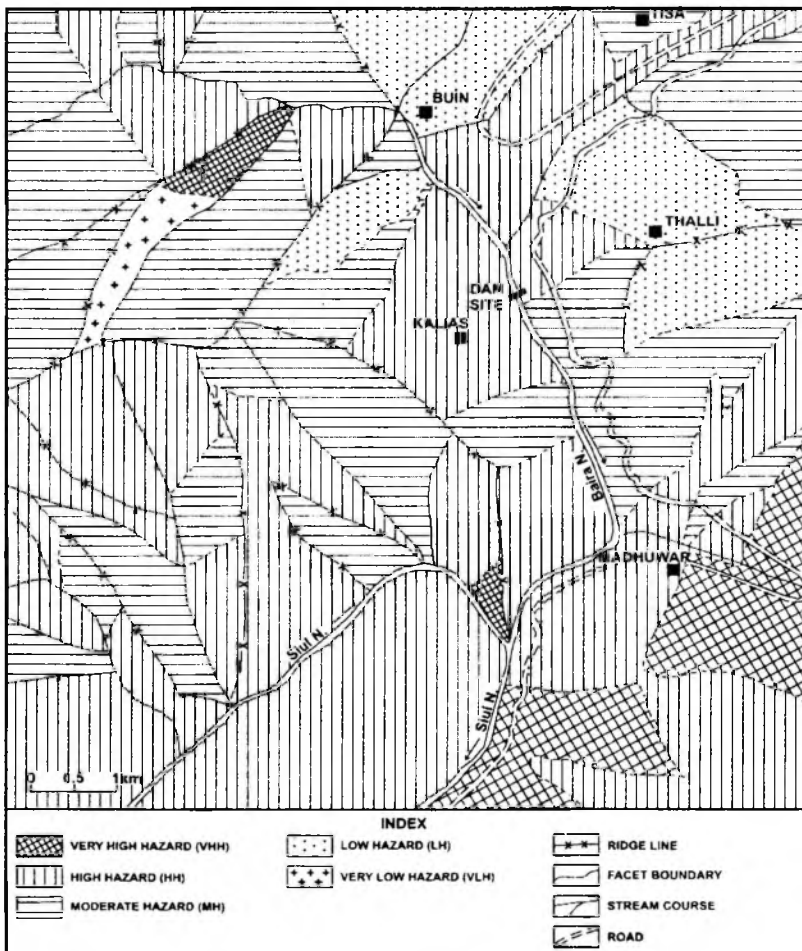 TISA
BUIN
THALLI
DAM
SITE
KALIAS
Baira N.
MADHUWAR
Siul N.
Siul N.
0 0.5 1km
INDEX
VERY HIGH HAZARD (VHH)
LOW HAZARD (LH)
RIDGE LINE
HIGH HAZARD (HH)
VERY LOW HAZARD (VLH)
FACET BOUNDARY
MODERATE HAZARD (MH)
STREAM COURSE
ROAD